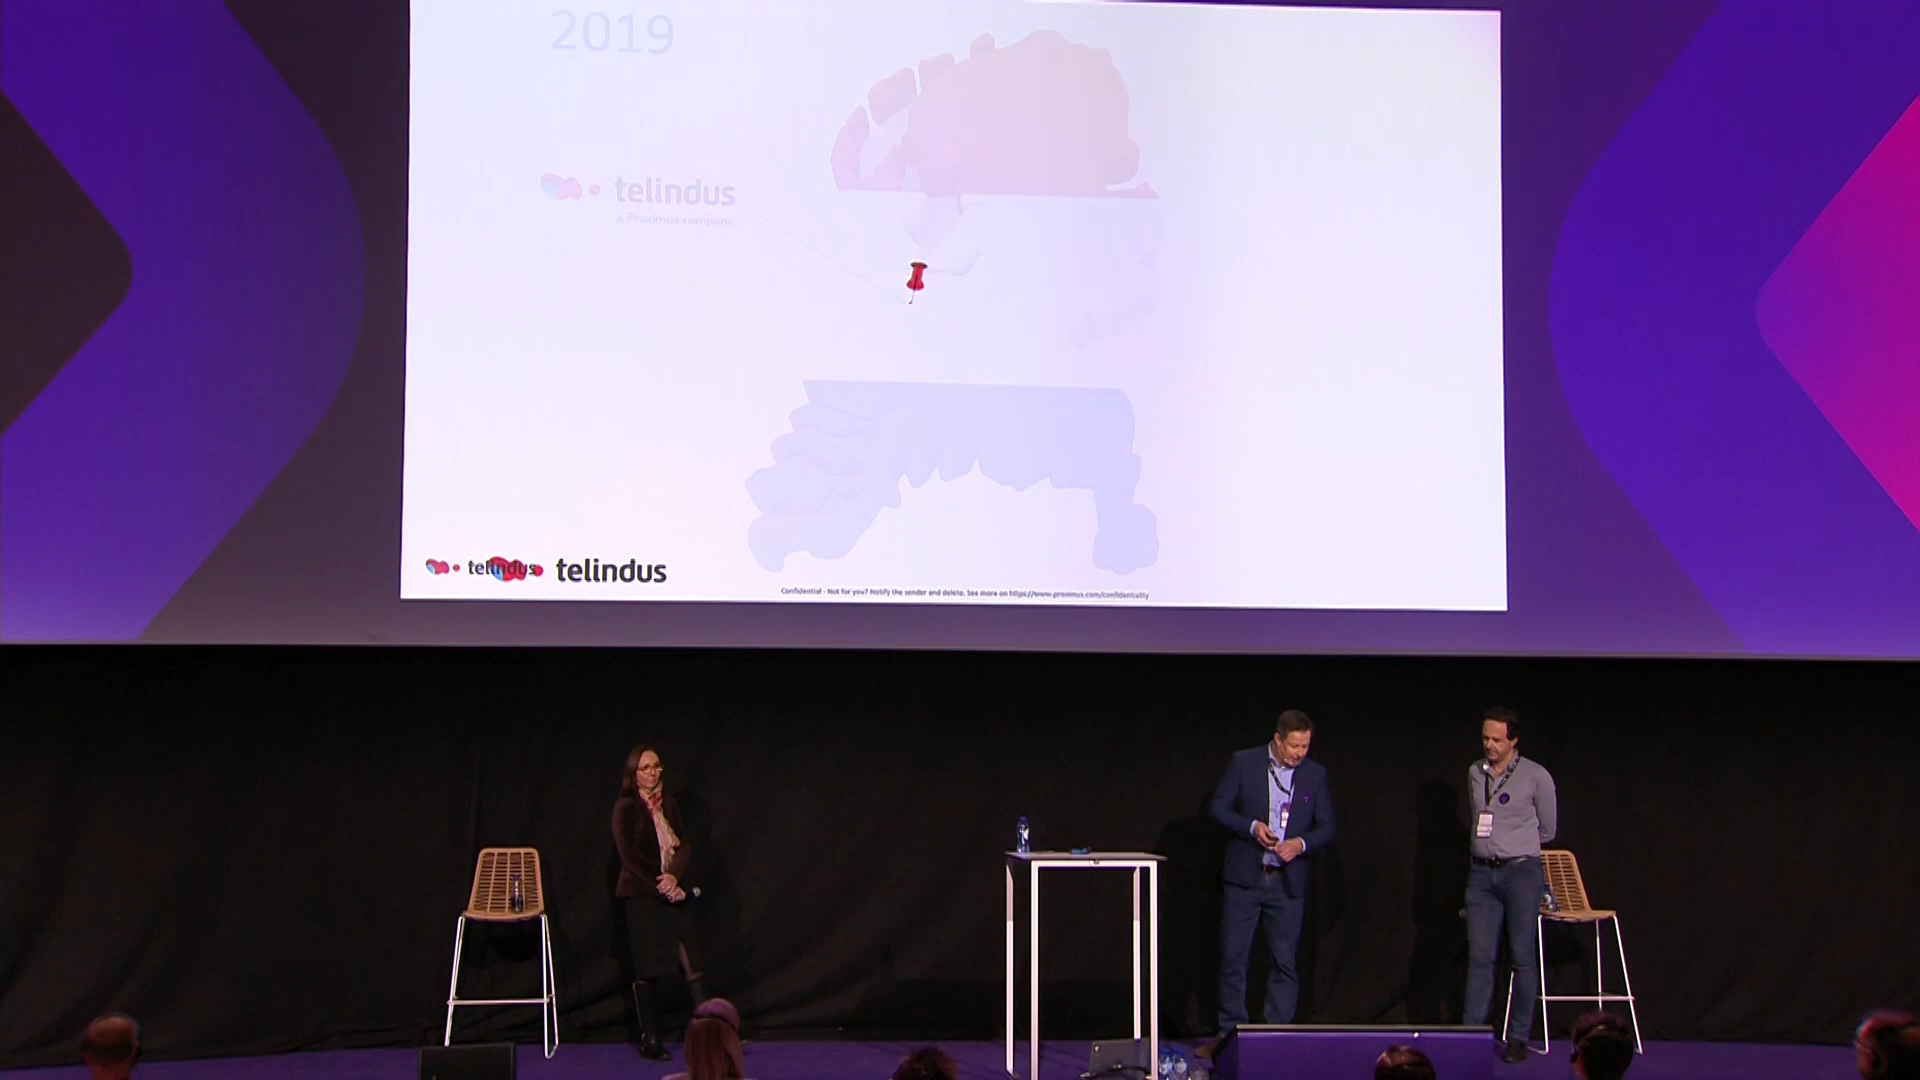 2019
telindus
a Proximus company
telindus
telindus
Confidential - Not for you? Notify the sender and delete. See more on https://www.proximus.com/confidentiality